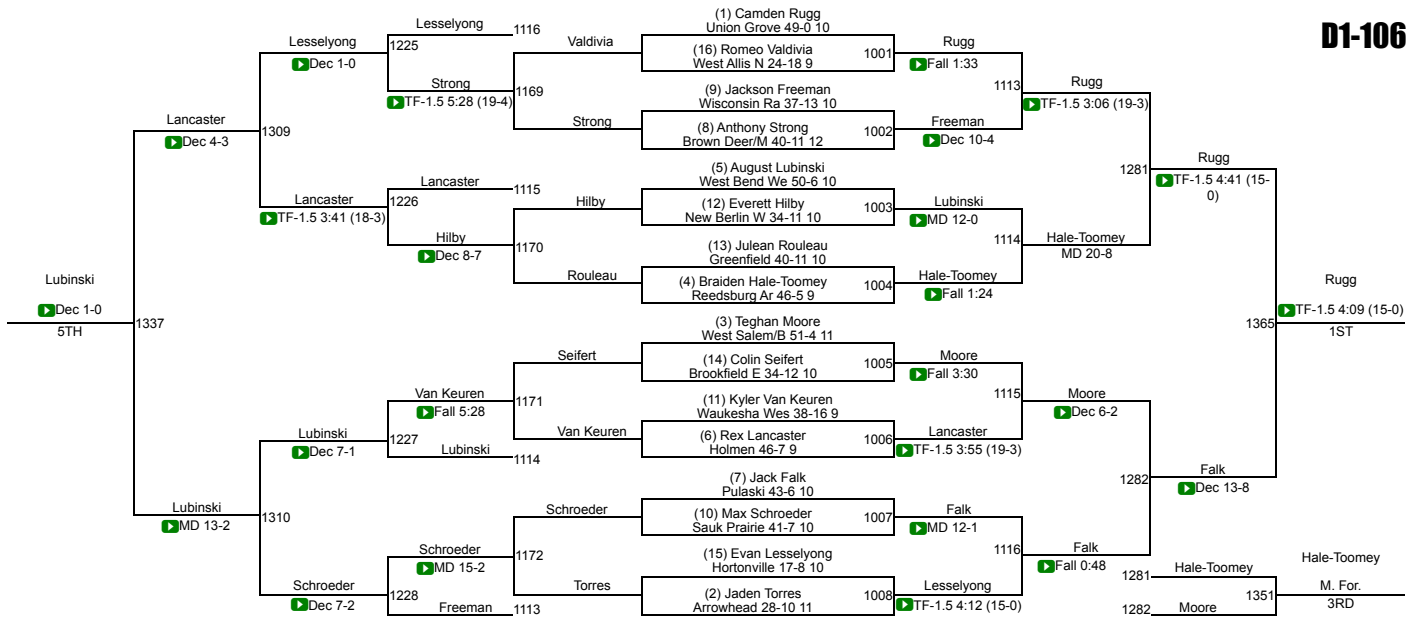 D1-106
Lubinski
Dec 1-0
5TH
1337
Lancaster
Dec 4-3
1309
Lubinski
MD 13-2
1310
Lesselyong
Dec 1-0
1225
Lancaster
TF-1.5 3:41 (18-3)
1226
Lubinski
Dec 7-1
1227
Schroeder
Dec 7-2
1228
Lesselyong
1116
Strong
TF-1.5 5:28 (19-4)
1169
Lancaster
1115
Hilby
Dec 8-7
1170
Van Keuren
Fall 5:28
1171
Lubinski
1114
Schroeder
MD 15-2
1172
Freeman
1113
Valdivia
Strong
Hilby
Rouleau
Seifert
Van Keuren
Schroeder
Torres
(1) Camden Rugg
Union Grove 49-0 10
(16) Romeo Valdivia
West Allis N 24-18 9
1001
(9) Jackson Freeman
Wisconsin Ra 37-13 10
(8) Anthony Strong
Brown Deer/M 40-11 12
1002
(5) August Lubinski
West Bend We 50-6 10
(12) Everett Hilby
New Berlin W 34-11 10
1003
(13) Julean Rouleau
Greenfield 40-11 10
(4) Braiden Hale-Toomey
Reedsburg Ar 46-5 9
1004
(3) Teghan Moore
West Salem/B 51-4 11
(14) Colin Seifert
Brookfield E 34-12 10
1005
(11) Kyler Van Keuren
Waukesha Wes 38-16 9
(6) Rex Lancaster
Holmen 46-7 9
1006
(7) Jack Falk
Pulaski 43-6 10
(10) Max Schroeder
Sauk Prairie 41-7 10
1007
(15) Evan Lesselyong
Hortonville 17-8 10
(2) Jaden Torres
Arrowhead 28-10 11
1008
Rugg
Fall 1:33
1113
Freeman
Dec 10-4
Lubinski
MD 12-0
1114
Hale-Toomey
Fall 1:24
Moore
Fall 3:30
1115
Lancaster
TF-1.5 3:55 (19-3)
Falk
MD 12-1
1116
Lesselyong
TF-1.5 4:12 (15-0)
Rugg
TF-1.5 3:06 (19-3)
1281
Hale-Toomey
MD 20-8
Moore
Dec 6-2
1282
Falk
Fall 0:48
Rugg
TF-1.5 4:41 (15-
0)
1365
Falk
Dec 13-8
Rugg
TF-1.5 4:09 (15-0)
1ST
1281
Hale-Toomey
1282
Moore
1351
Hale-Toomey
M. For.
3RD